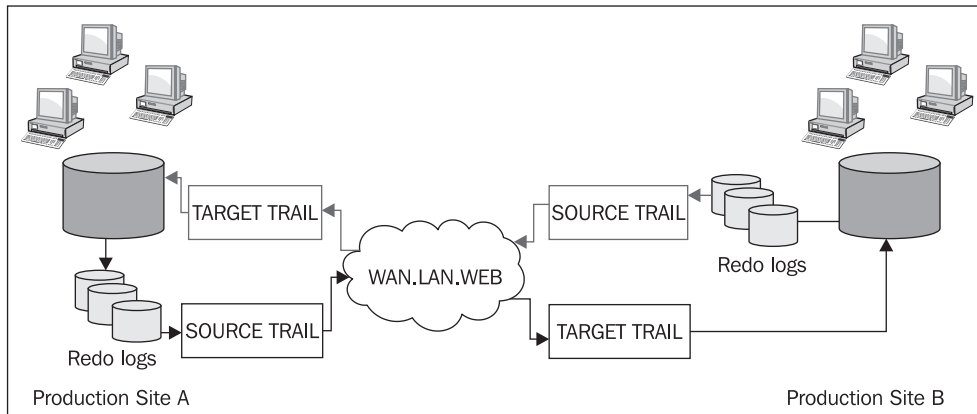 TARGET TRAIL
SOURCE TRAIL
WAN.LAN.WEB
Redo logs
SOURCE TRAIL
TARGET TRAIL
Redo logs
Production Site A
Production Site B